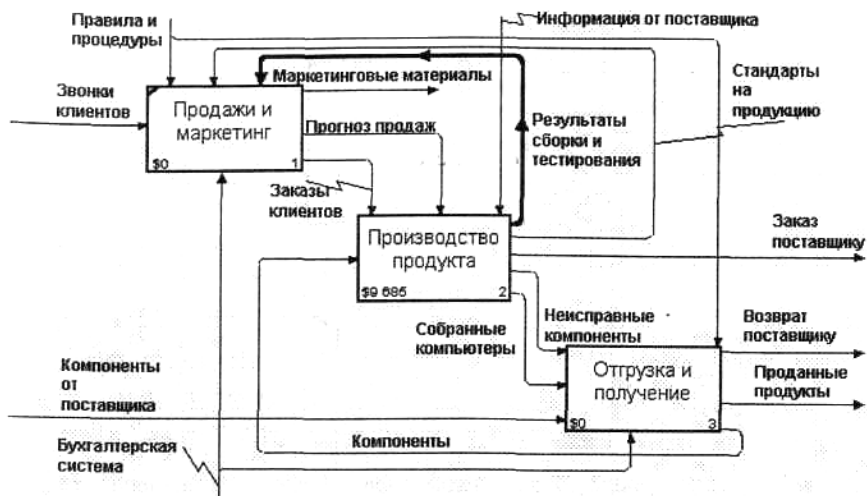 Правила и
процедуры
Информация от поставщика
Звонки
клиентов
Маркетинговые материалы
Стандарты
на
продукцию
Продажи и
маркетинг
$0
1
Прогноз продаж
Результаты
сборки и
тестирования
Заказы
клиентов
Заказ
поставщику
Производство
продукта
$9 685
2
Собранные
компьютеры
Неисправные
компоненты
Возврат
поставщику
Компоненты
от
поставщика
Отгрузка и
получение
$0
3
Проданные
продукты
Бухгалтерская
система
Компоненты